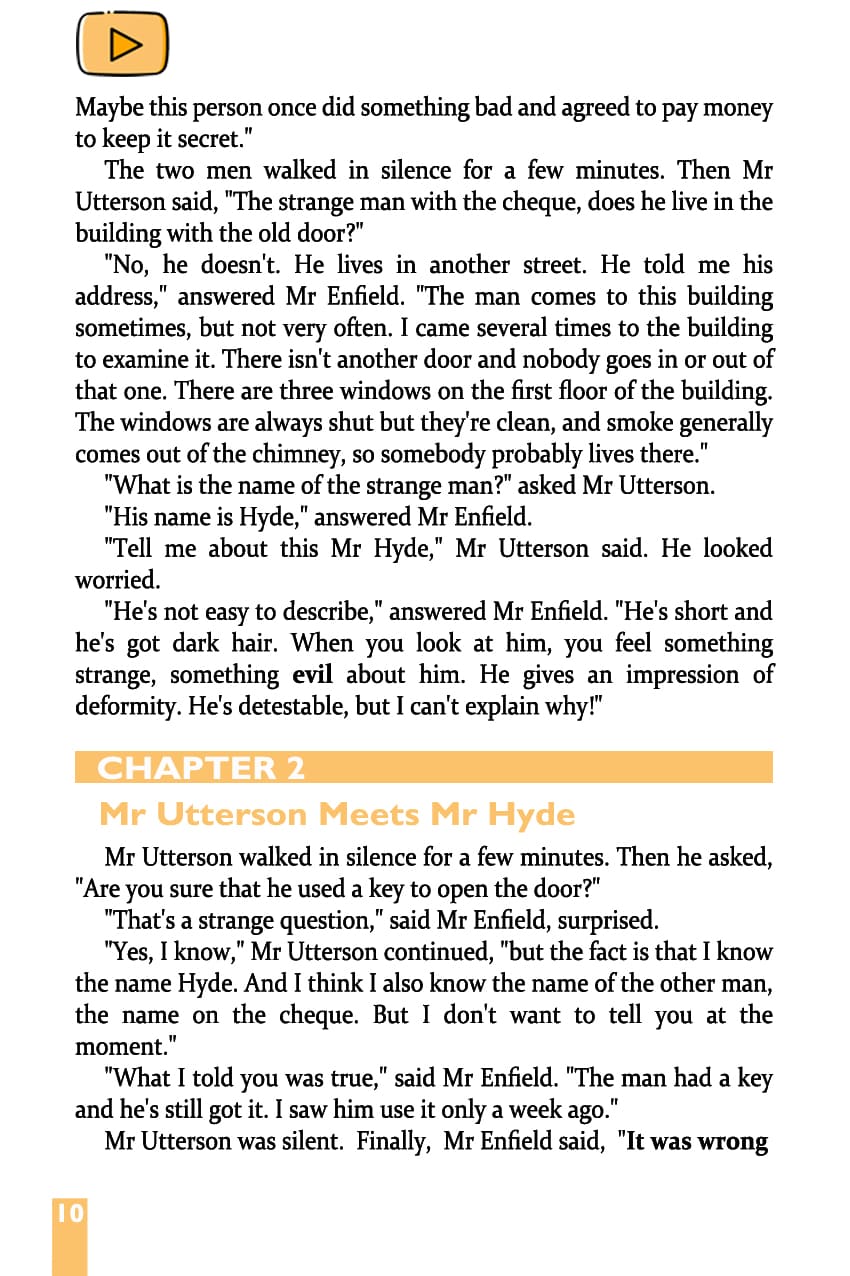 Maybe this person once did something bad and agreed to pay money
to keep it secret."
The two men walked in silence for a few minutes. Then Mr
Utterson said, "The strange man with the cheque, does he live in the
building with the old door?"
"No, he doesn't. He lives in another street. He told me his
address," answered Mr Enfield. "The man comes to this building
sometimes, but not very often. I came several times to the building
to examine it. There isn't another door and nobody goes in or out of
that one. There are three windows on the first floor of the building.
The windows are always shut but they're clean, and smoke generally
comes out of the chimney, so somebody probably lives there."
"What is the name of the strange man?" asked Mr Utterson.
"His name is Hyde," answered Mr Enfield.
"Tell me about this Mr Hyde," Mr Utterson said. He looked
worried.
"He's not easy to describe," answered Mr Enfield. "He's short and
he's got dark hair. When you look at him, you feel something
strange, something evil about him. He gives an impression of
deformity. He's detestable, but I can't explain why!"
CHAPTER 2
Mr Utterson Meets Mr Hyde
Mr Utterson walked in silence for a few minutes. Then he asked,
"Are you sure that he used a key to open the door?"
"That's a strange question," said Mr Enfield, surprised.
"Yes, I know," Mr Utterson continued, "but the fact is that I know
the name Hyde. And I think I also know the name of the other man,
the name on the cheque. But I don't want to tell you at the
moment."
"What I told you was true," said Mr Enfield. "The man had a key
and he's still got it. I saw him use it only a week ago."
Mr Utterson was silent. Finally, Mr Enfield said, "It was wrong
10